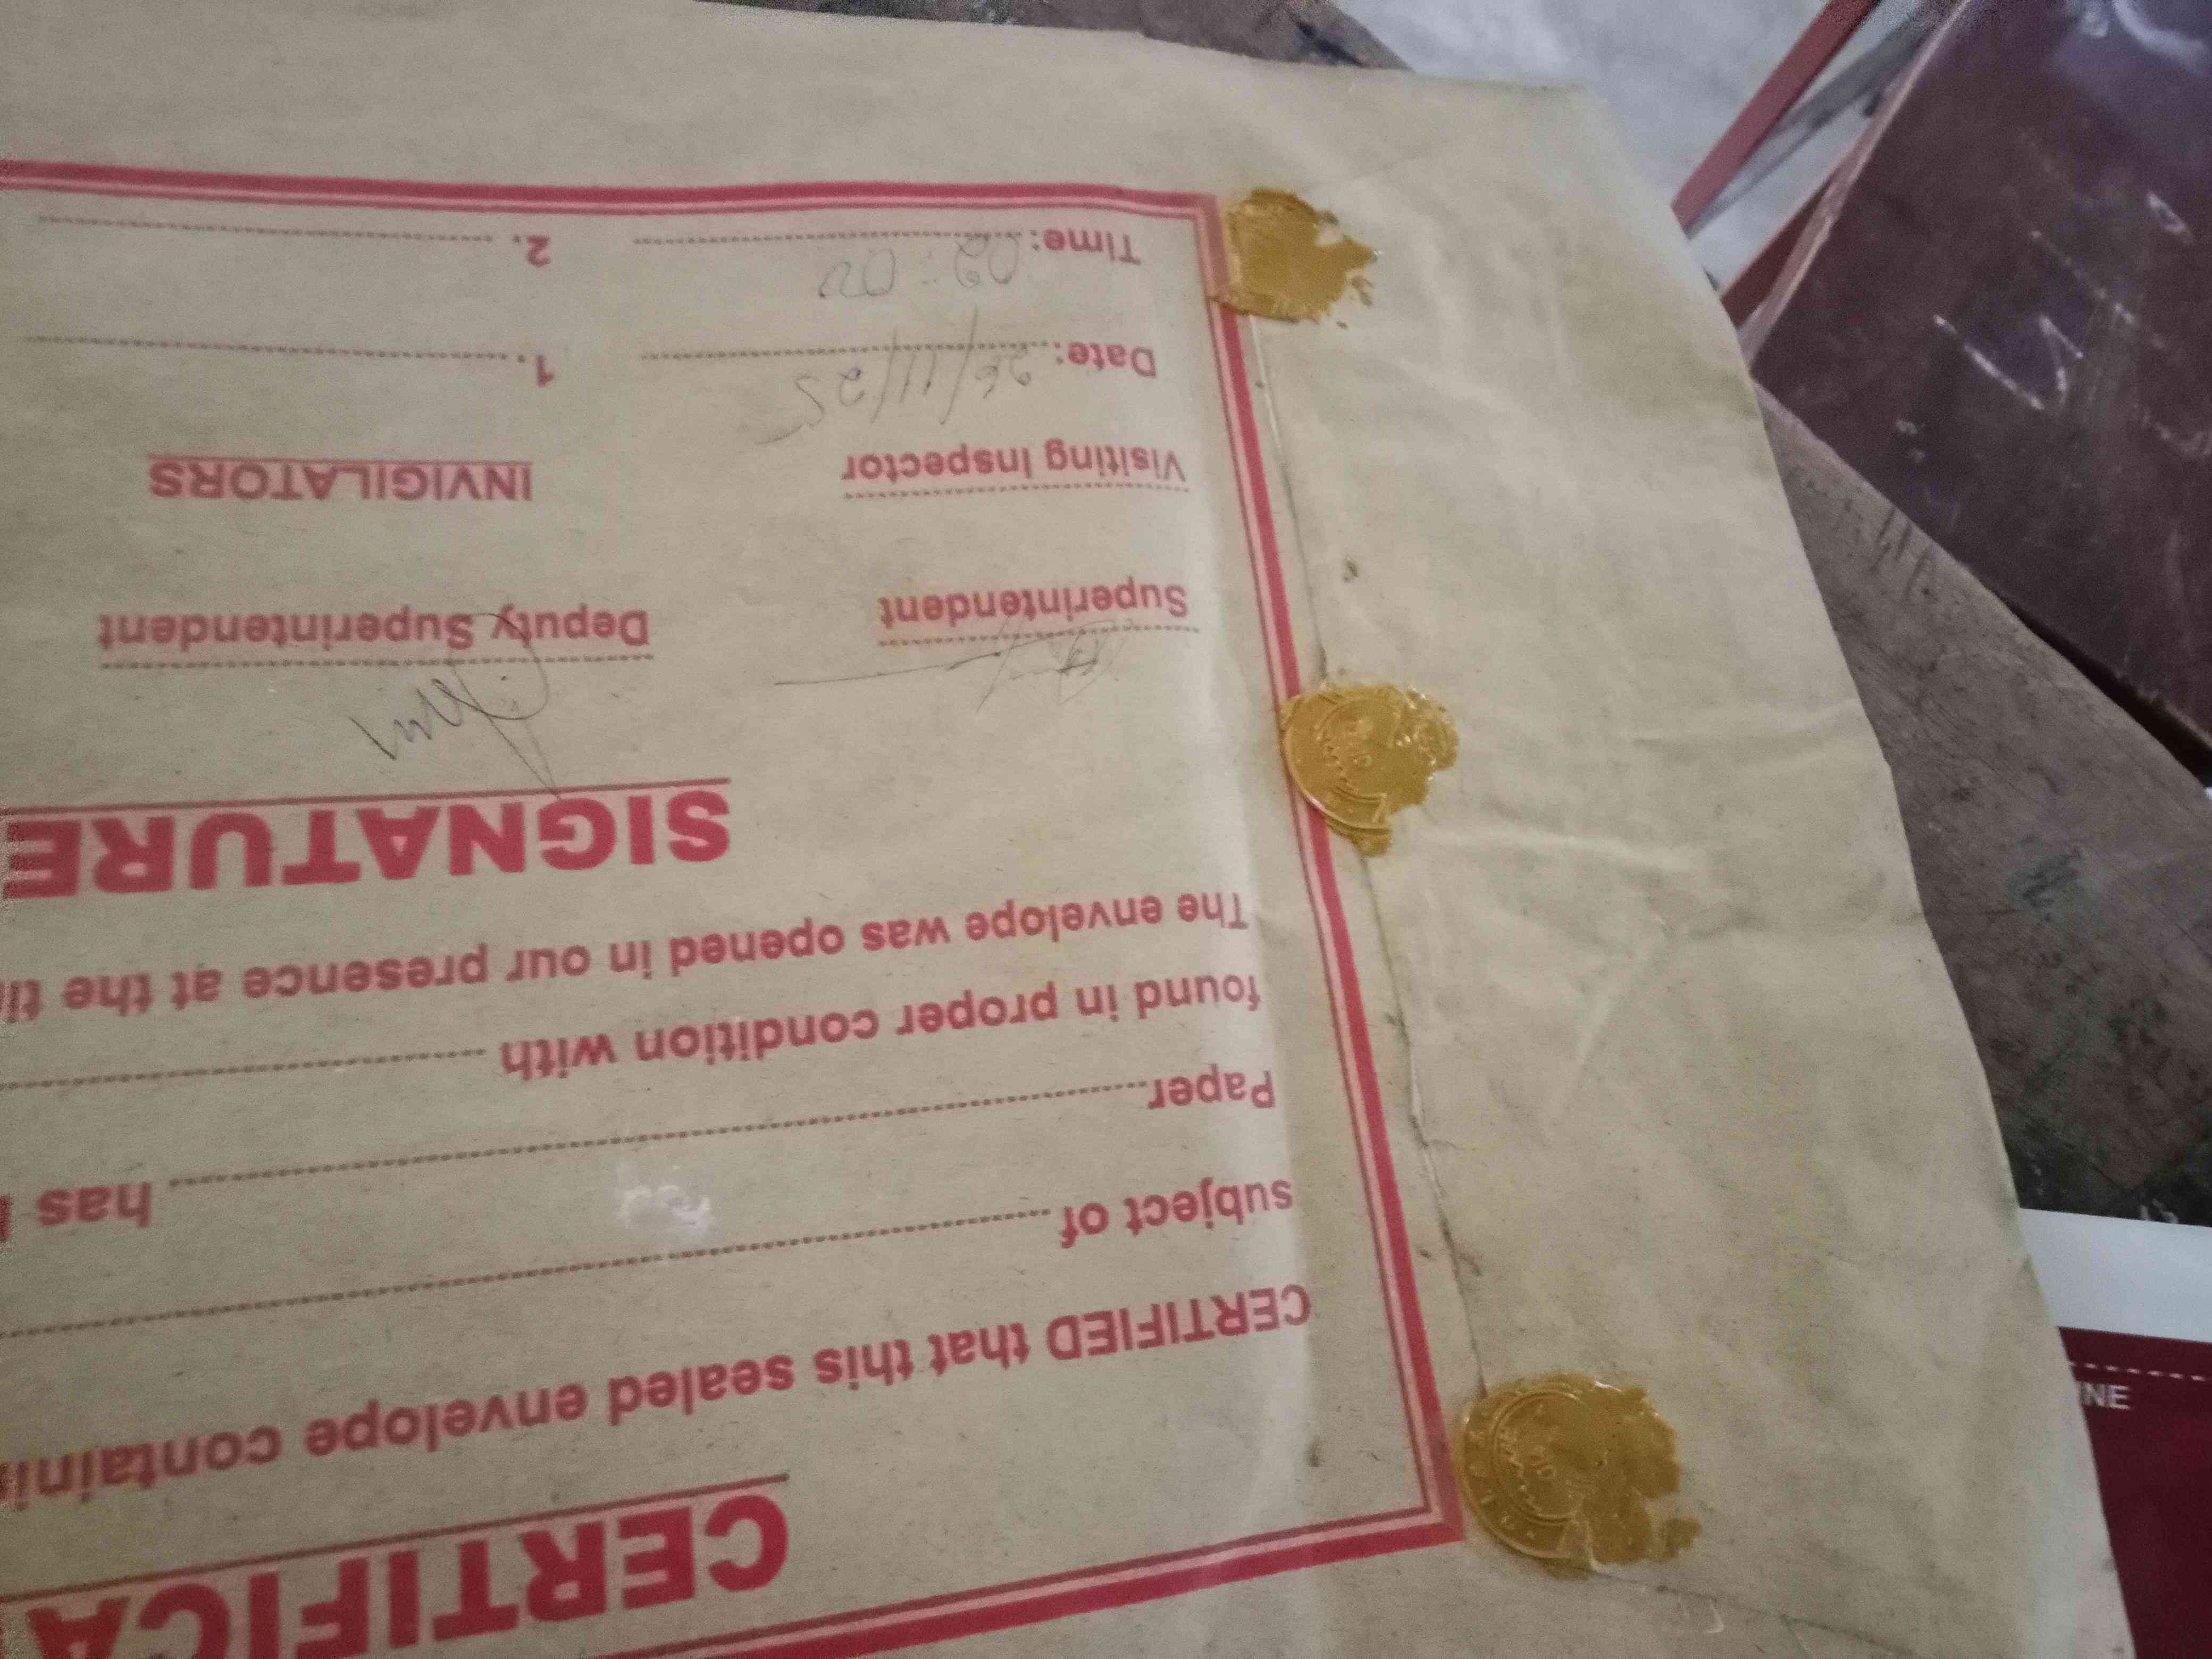 CERTIFICA
CERTIFIED that this sealed envelope containi
subject of
Paper has
found in proper condition with
The envelope was opened in our presence at the ti
SIGNATURE
Superintendent Deputy Superintendent
Visiting Inspector INVIGILATORS
Date: 26/11/25 1.
Time: 02:00 2.
NE